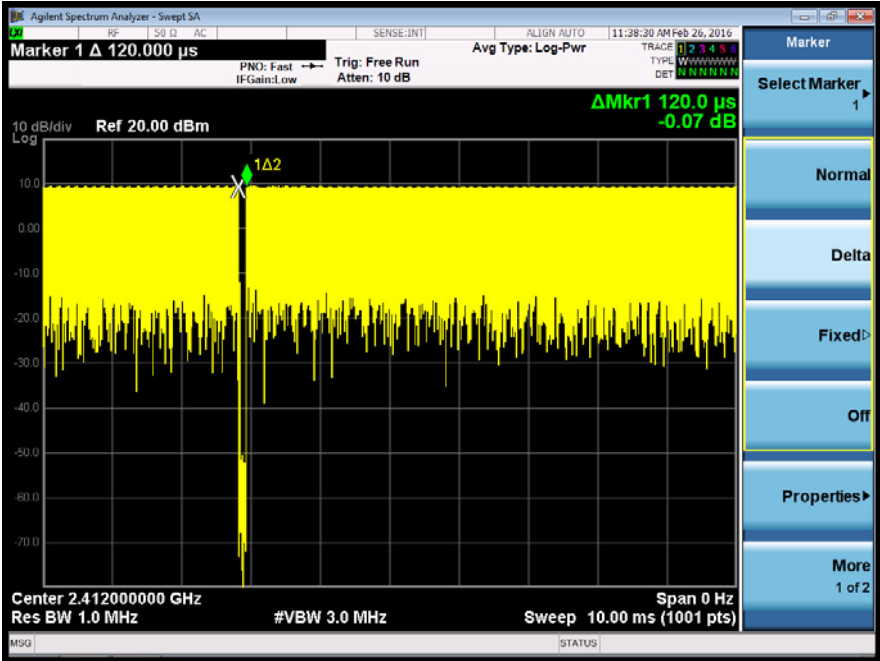 Agilent Spectrum Analyzer - Swept SA
RF 50 Ω AC SENSE:INT ALIGN AUTO 11:38:30 AM Feb 26, 2016
Marker 1 Δ 120.000 µs
PNO: Fast
IFGain:Low
Trig: Free Run
Atten: 10 dB
Avg Type: Log-Pwr
TRACE 1 2 3 4 5 6
TYPE WWWWWW
DET N N N N N N
ΔMkr1 120.0 µs
-0.07 dB
10 dB/div Ref 20.00 dBm
Log
1Δ2
10.0
0.00
-10.0
-20.0
-30.0
-40.0
-50.0
-60.0
-70.0
Center 2.412000000 GHz Span 0 Hz
Res BW 1.0 MHz #VBW 3.0 MHz Sweep 10.00 ms (1001 pts)
MSG STATUS
Marker
Select Marker
1
Normal
Delta
Fixed
Off
Properties
More
1 of 2